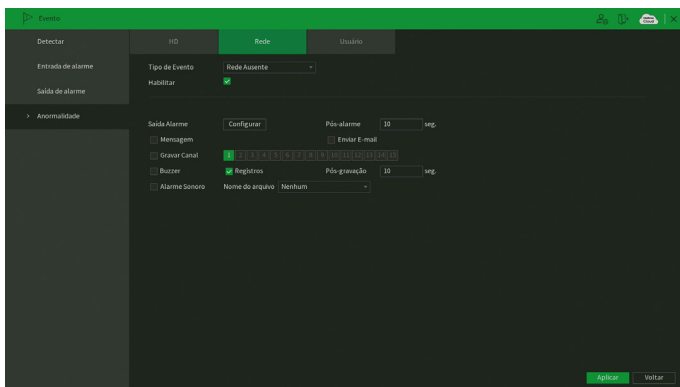 Evento
Intelbras Cloud
Detectar
HD
Rede
Usuário
Entrada de alarme
Tipo de Evento
Rede Ausente
Habilitar
Saída de alarme
Anormalidade
Saída Alarme
Configurar
Pós-alarme
10
seg.
Mensagem
Enviar E-mail
Gravar Canal
1 2 3 4 5 6 7 8 9 10 11 12 13 14 15
Buzzer
Registros
Pós-gravação
10
seg.
Alarme Sonoro
Nome do arquivo
Nenhum
Aplicar
Voltar